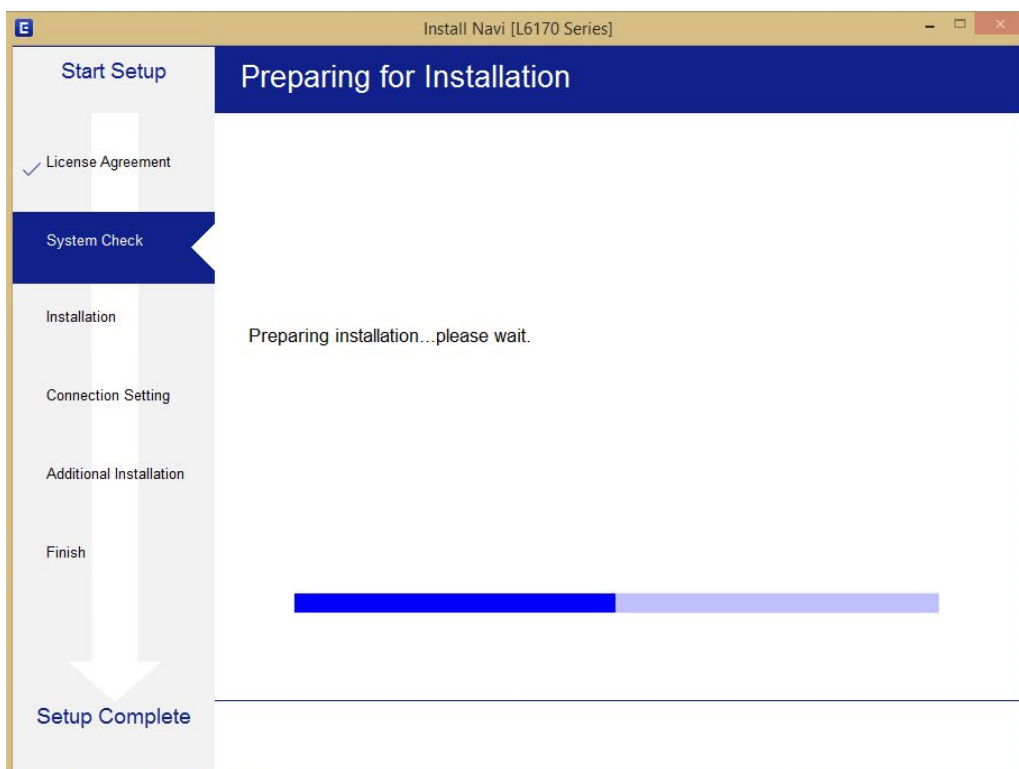 E
Install Navi [L6170 Series]
Start Setup
Preparing for Installation
License Agreement
System Check
Installation
Preparing installation...please wait.
Connection Setting
Additional Installation
Finish
Setup Complete